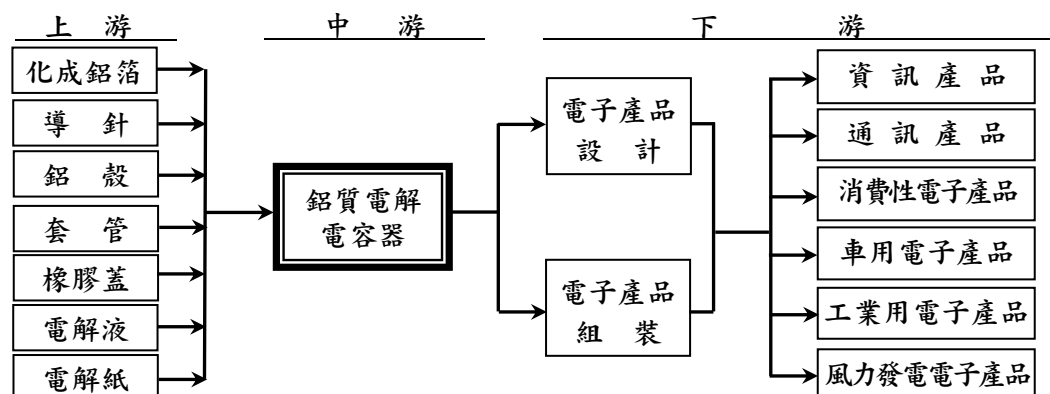 上 游
中 游
下 游
化成鋁箔
導 針
鋁 殼
套 管
橡膠蓋
電解液
電解紙
鋁質電解
電容器
電子產品
設 計
電子產品
組 裝
資 訊 產 品
通 訊 產 品
消費性電子產品
車用電子產品
工業用電子產品
風力發電電子產品